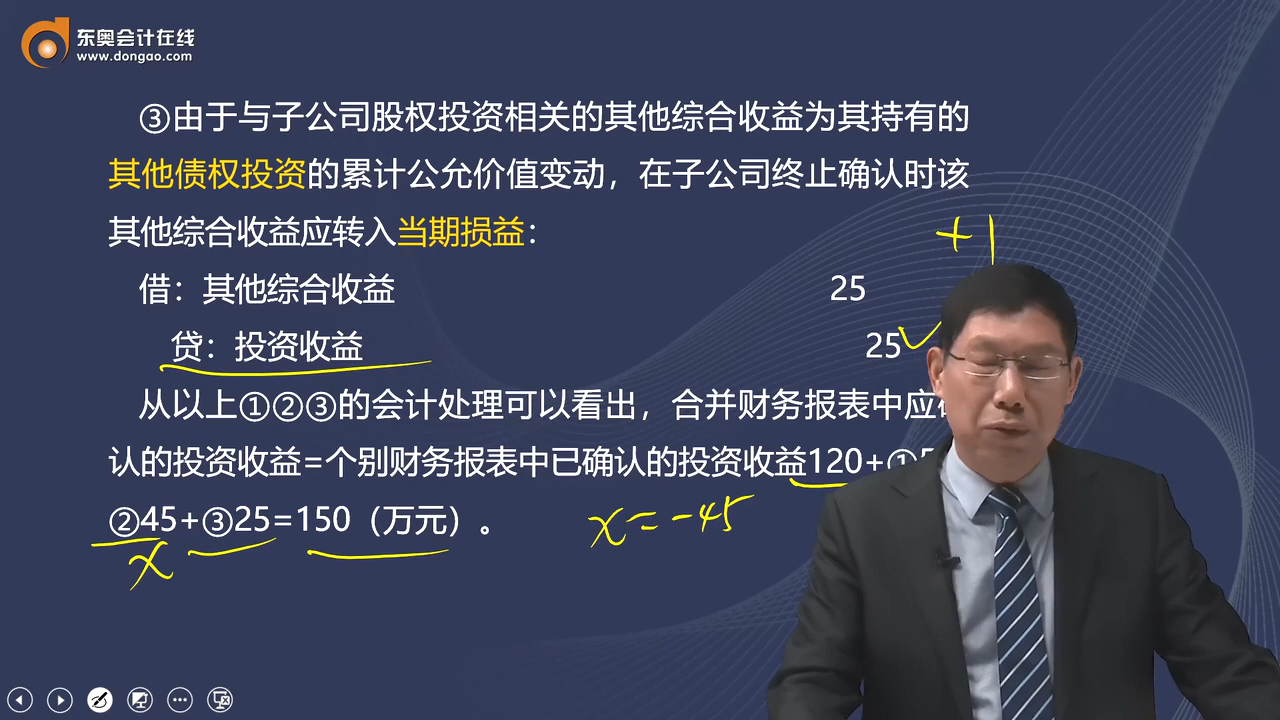 东奥会计在线
www.dongao.com
③由于与子公司股权投资相关的其他综合收益为其持有的
其他债权投资的累计公允价值变动，在子公司终止确认时该
其他综合收益应转入当期损益：
+1
借：其他综合收益 25
贷：投资收益 25
从以上①②③的会计处理可以看出，合并财务报表中应
认的投资收益=个别财务报表中已确认的投资收益120+①
②45+③25=150（万元）。
x=-45
x